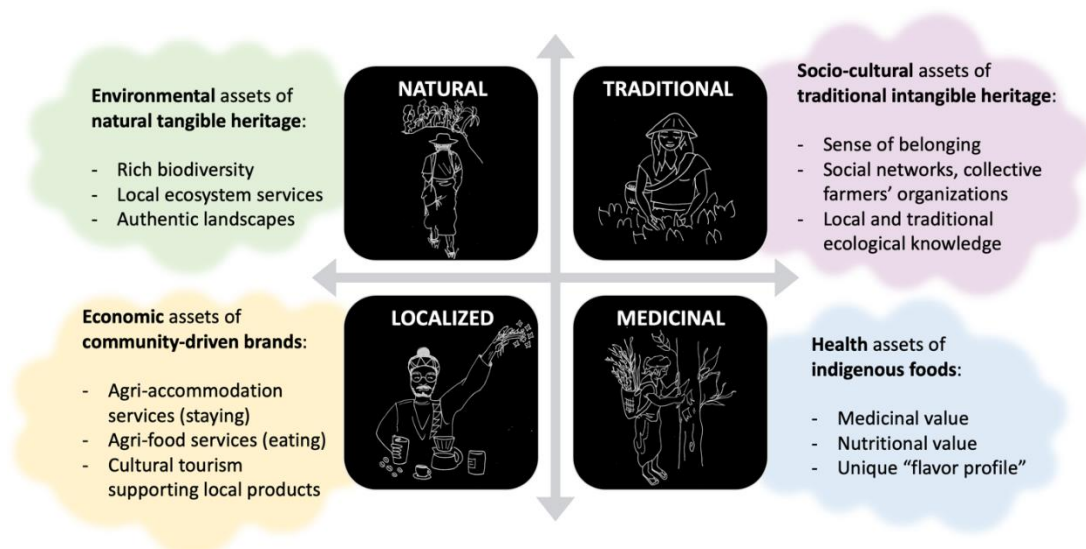 NATURAL
Environmental assets of
natural tangible heritage:
- Rich biodiversity
- Local ecosystem services
- Authentic landscapes
TRADITIONAL
Socio-cultural assets of
traditional intangible heritage:
- Sense of belonging
- Social networks, collective
farmers’ organizations
- Local and traditional
ecological knowledge
LOCALIZED
Economic assets of
community-driven brands:
- Agri-accommodation
services (staying)
- Agri-food services (eating)
- Cultural tourism
supporting local products
MEDICINAL
Health assets of
indigenous foods:
- Medicinal value
- Nutritional value
- Unique “flavor profile”